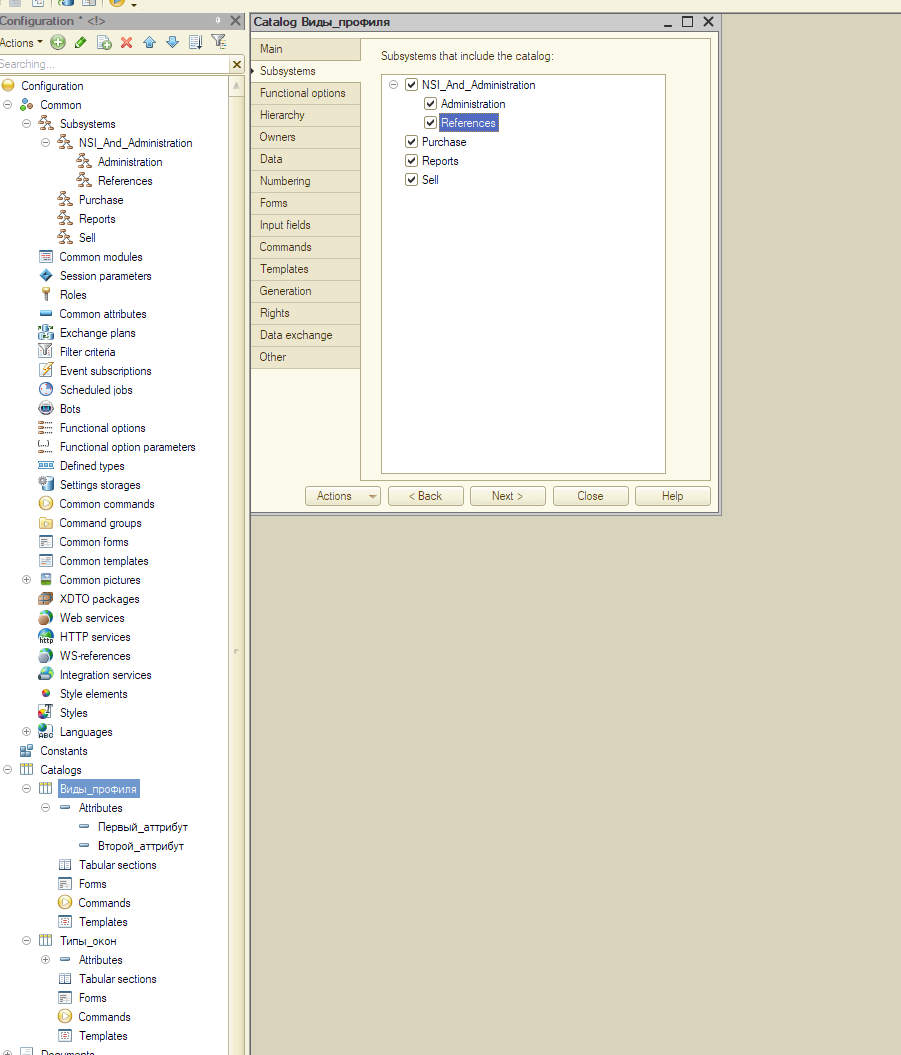 Configuration * <!>
Actions
Searching...
Configuration
Common
Subsystems
NSI_And_Administration
Administration
References
Purchase
Reports
Sell
Common modules
Session parameters
Roles
Common attributes
Exchange plans
Filter criteria
Event subscriptions
Scheduled jobs
Bots
Functional options
Functional option parameters
Defined types
Settings storages
Common commands
Command groups
Common forms
Common templates
Common pictures
XDTO packages
Web services
HTTP services
WS-references
Integration services
Style elements
Styles
Languages
Constants
Catalogs
Виды_профиля
Attributes
Первый_аттрибут
Второй_аттрибут
Tabular sections
Forms
Commands
Templates
Типы_окон
Attributes
Tabular sections
Forms
Commands
Templates
Documents
Catalog Виды_профиля
Main
Subsystems
Functional options
Hierarchy
Owners
Data
Numbering
Forms
Input fields
Commands
Templates
Generation
Rights
Data exchange
Other
Subsystems that include the catalog:
NSI_And_Administration
Administration
References
Purchase
Reports
Sell
Actions
< Back
Next >
Close
Help